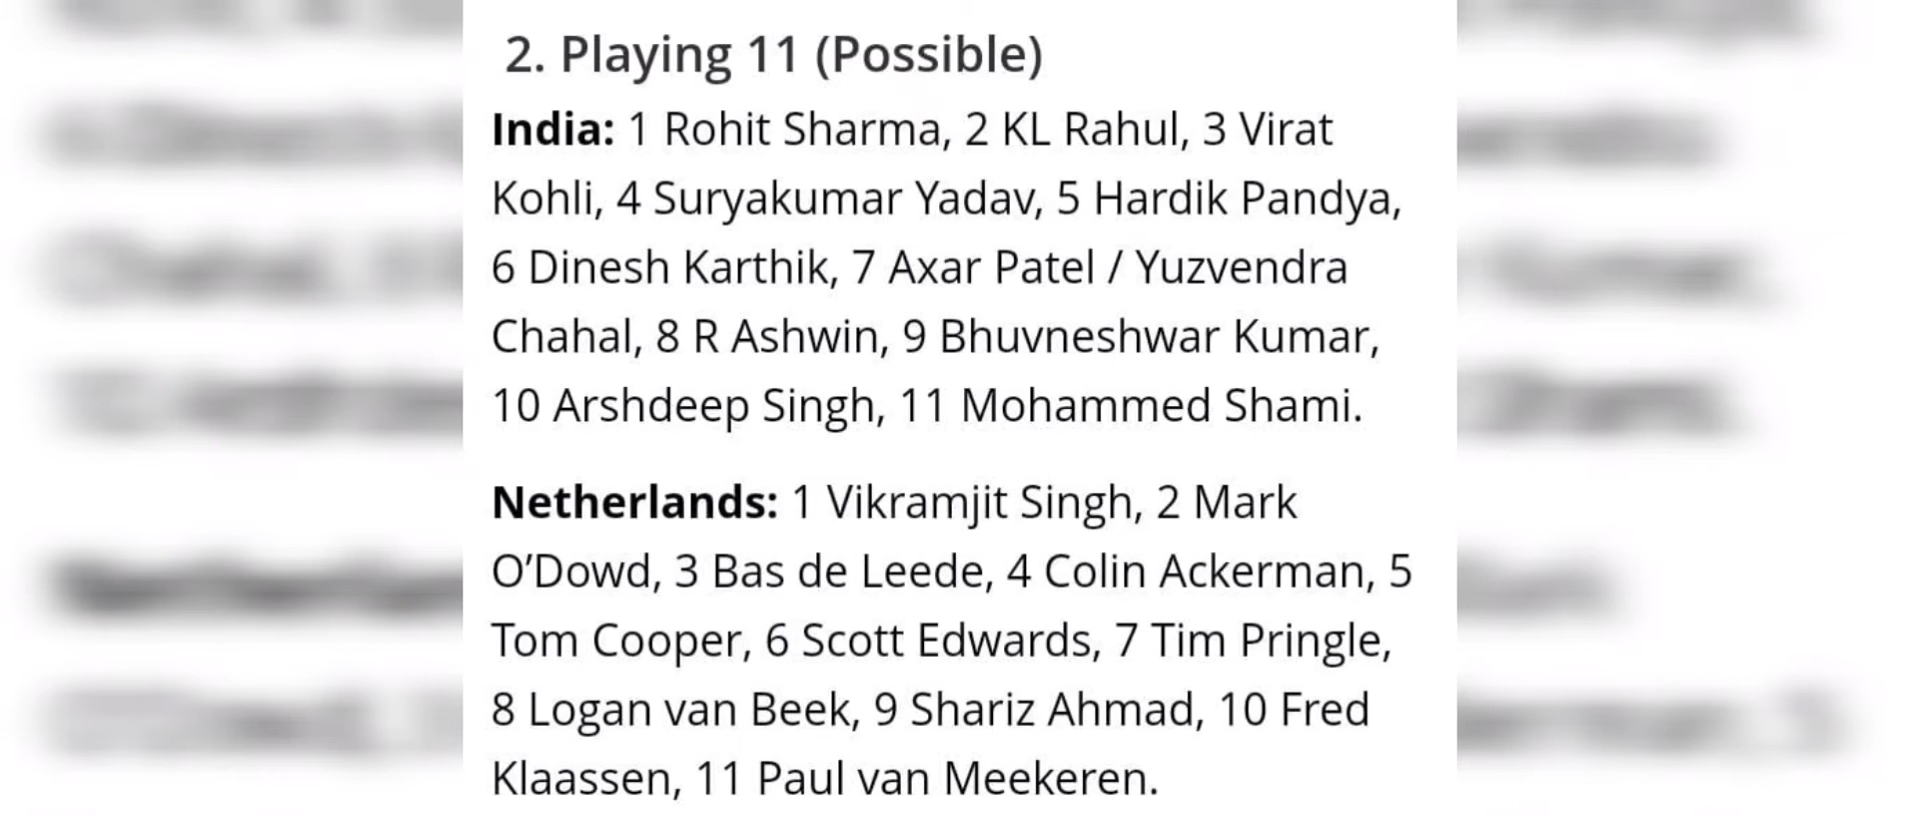 2. Playing 11 (Possible)
India: 1 Rohit Sharma, 2 KL Rahul, 3 Virat
Kohli, 4 Suryakumar Yadav, 5 Hardik Pandya,
6 Dinesh Karthik, 7 Axar Patel / Yuzvendra
Chahal, 8 R Ashwin, 9 Bhuvneshwar Kumar,
10 Arshdeep Singh, 11 Mohammed Shami.
Netherlands: 1 Vikramjit Singh, 2 Mark
O’Dowd, 3 Bas de Leede, 4 Colin Ackerman, 5
Tom Cooper, 6 Scott Edwards, 7 Tim Pringle,
8 Logan van Beek, 9 Shariz Ahmad, 10 Fred
Klaassen, 11 Paul van Meekeren.